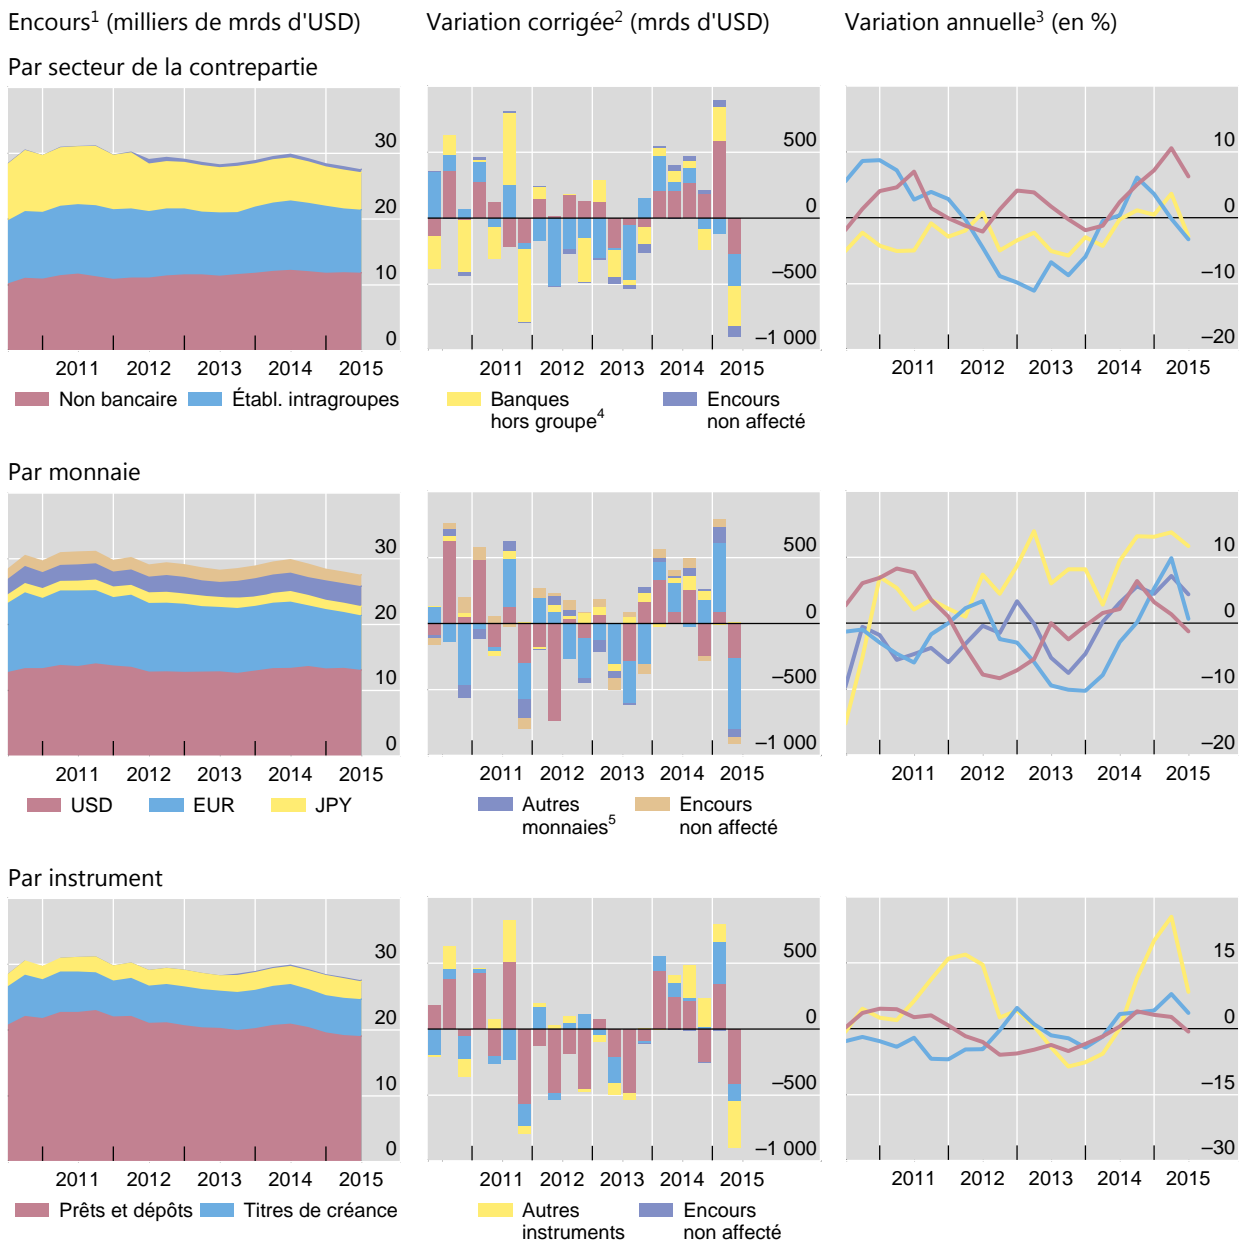 Encours¹ (milliers de mrds d'USD) Variation corrigée² (mrds d'USD) Variation annuelle³ (en %)
Par secteur de la contrepartie
30 500 10
20 0 0
10 –500 –10
0 –1 000 –20
2011 2012 2013 2014 2015 2011 2012 2013 2014 2015 2011 2012 2013 2014 2015
Non bancaire Établ. intragroupes Banques Encours
hors groupe⁴ non affecté
Par monnaie
30 500 10
20 0 0
10 –500 –10
0 –1 000 –20
2011 2012 2013 2014 2015 2011 2012 2013 2014 2015 2011 2012 2013 2014 2015
USD EUR JPY Autres Encours
monnaies⁵ non affecté
Par instrument
30 500 15
20 0 0
10 –500 –15
0 –1 000 –30
2011 2012 2013 2014 2015 2011 2012 2013 2014 2015 2011 2012 2013 2014 2015
Prêts et dépôts Titres de créance Autres Encours
instruments non affecté